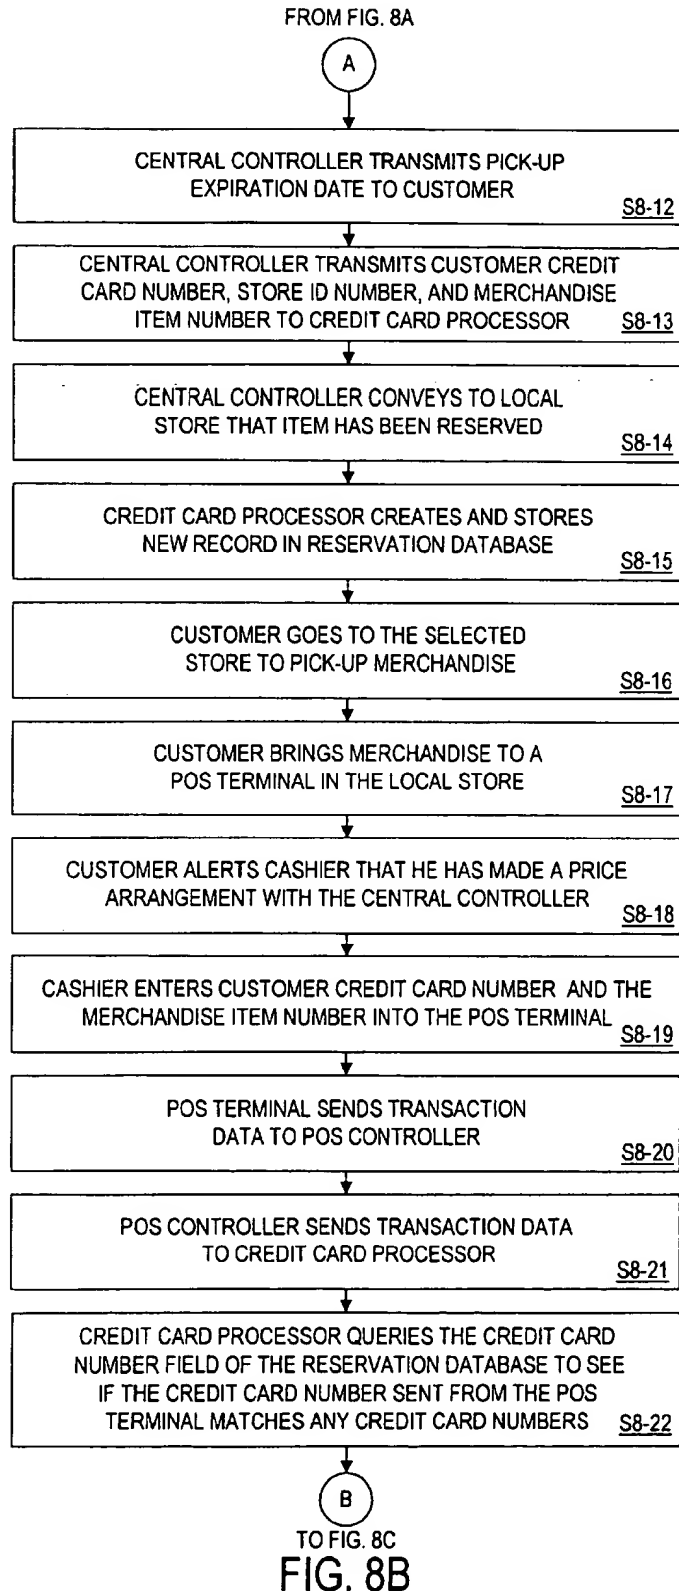 FROM FIG. 8A
A
CENTRAL CONTROLLER TRANSMITS PICK-UP
EXPIRATION DATE TO CUSTOMER
S8-12
CENTRAL CONTROLLER TRANSMITS CUSTOMER CREDIT
CARD NUMBER, STORE ID NUMBER, AND MERCHANDISE
ITEM NUMBER TO CREDIT CARD PROCESSOR
S8-13
CENTRAL CONTROLLER CONVEYS TO LOCAL
STORE THAT ITEM HAS BEEN RESERVED
S8-14
CREDIT CARD PROCESSOR CREATES AND STORES
NEW RECORD IN RESERVATION DATABASE
S8-15
CUSTOMER GOES TO THE SELECTED
STORE TO PICK-UP MERCHANDISE
S8-16
CUSTOMER BRINGS MERCHANDISE TO A
POS TERMINAL IN THE LOCAL STORE
S8-17
CUSTOMER ALERTS CASHIER THAT HE HAS MADE A PRICE
ARRANGEMENT WITH THE CENTRAL CONTROLLER
S8-18
CASHIER ENTERS CUSTOMER CREDIT CARD NUMBER AND THE
MERCHANDISE ITEM NUMBER INTO THE POS TERMINAL
S8-19
POS TERMINAL SENDS TRANSACTION
DATA TO POS CONTROLLER
S8-20
POS CONTROLLER SENDS TRANSACTION DATA
TO CREDIT CARD PROCESSOR
S8-21
CREDIT CARD PROCESSOR QUERIES THE CREDIT CARD
NUMBER FIELD OF THE RESERVATION DATABASE TO SEE
IF THE CREDIT CARD NUMBER SENT FROM THE POS
TERMINAL MATCHES ANY CREDIT CARD NUMBERS
S8-22
B
TO FIG. 8C
FIG. 8B